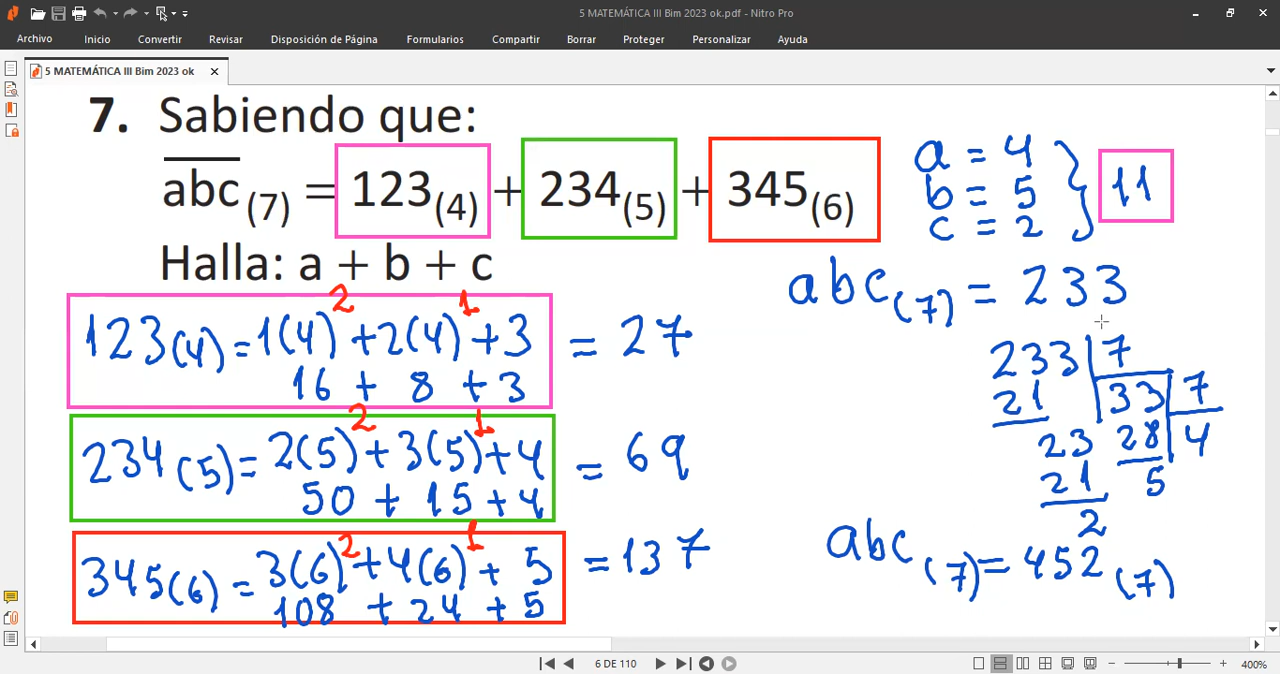 5 MATEMÁTICA III Bim 2023 ok.pdf - Nitro Pro
Archivo Inicio Convertir Revisar Disposición de Página Formularios Compartir Borrar Proteger Personalizar Ayuda
5 MATEMÁTICA III Bim 2023 ok
7. Sabiendo que:
abc(7) = 123(4) + 234(5) + 345(6)
Halla: a + b + c
123(4) = 1(4)² + 2(4)¹ + 3 = 27
16 + 8 + 3
234(5) = 2(5)² + 3(5)¹ + 4 = 69
50 + 15 + 4
345(6) = 3(6)² + 4(6)¹ + 5 = 137
108 + 24 + 5
a = 4
b = 5
c = 2
11
abc(7) = 233
233 7
21 33 7
23 28 4
21 5
2
abc(7) = 452(7)
6 DE 110
400%